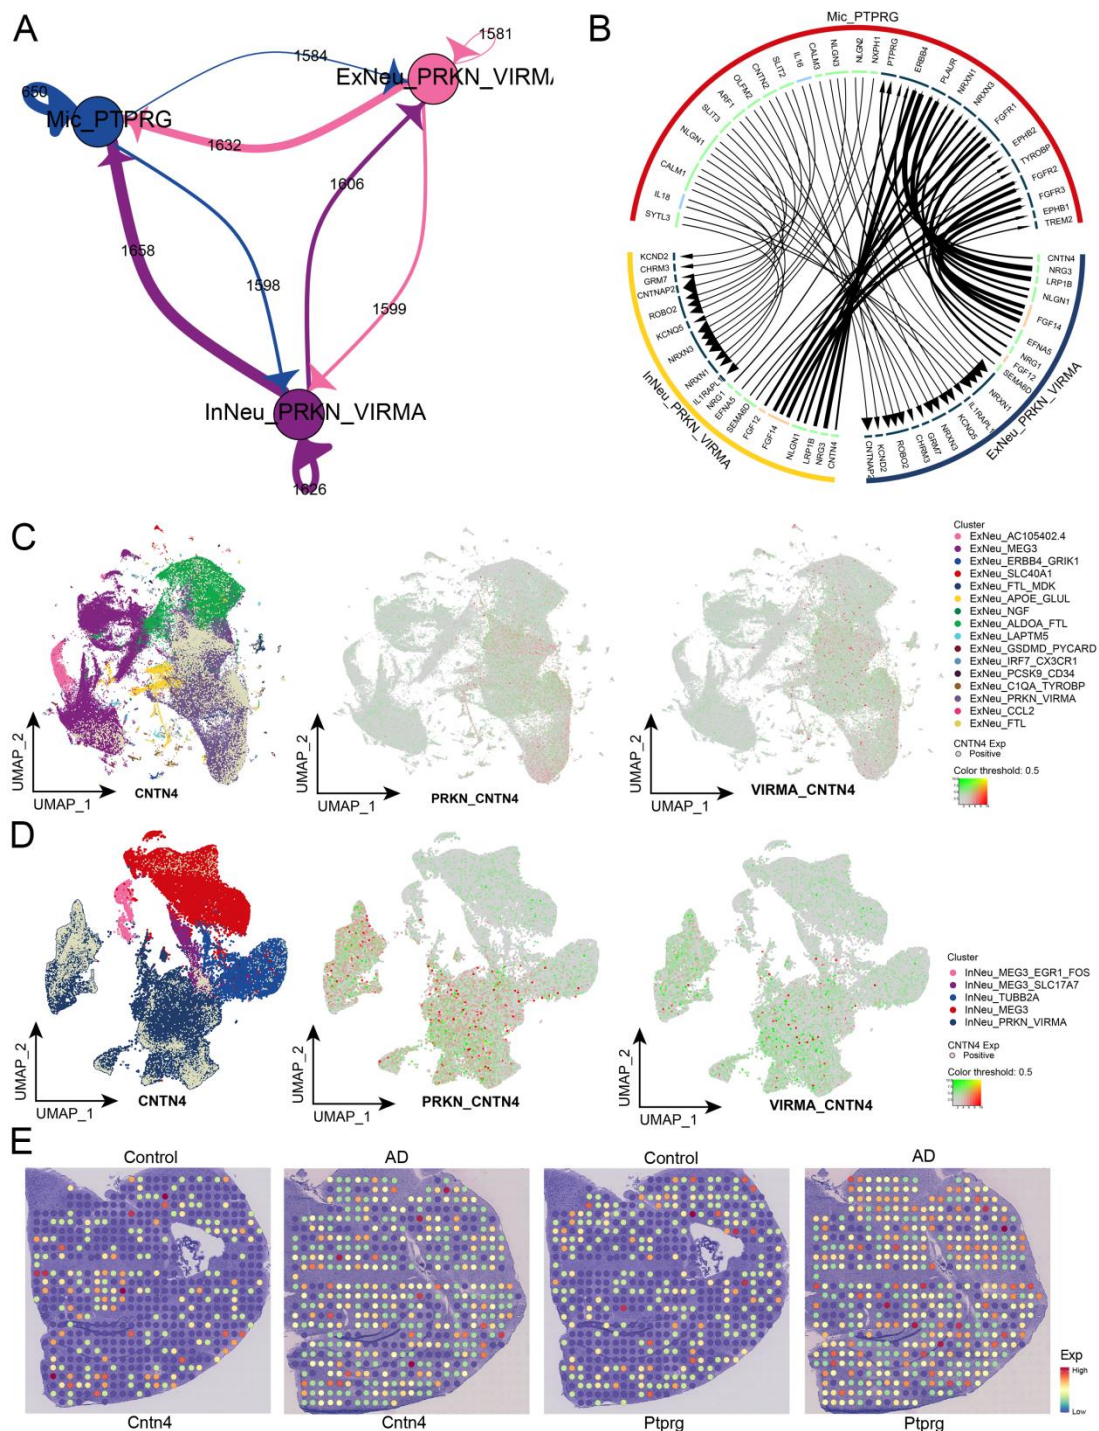 A
1584
1581
ExNeu_PRKN_VIRMA
650
Mic_PTPRG
1632
1606
1658
1598
1599
InNeu_PRKN_VIRMA
1626
B
Mic_PTPRG
SYTL3
IL18
CALM1
NLGN1
SLIT3
ARF1
OLFM2
CNTN2
SLIT2
IL16
CALM3
NLGN3
NLGN2
NXPH1
PTPRG
ERBB4
PLAUR
NRXN1
NRXN3
FGFR1
EPHB2
TYROBP
FGFR2
FGFR3
EPHB1
TREM2
CNTN4
NRG3
LRP1B
NLGN1
FGF14
EFNA5
NRG1
FGF12
SEMA6D
NRXN1
IL1RAPL
KCNQ5
NRXN3
GRM7
CHRM3
ROBO2
KCND2
CNTNAP2
ExNeu_PRKN_VIRMA
KCND2
CHRM3
GRM7
CNTNAP2
ROBO2
KCNQ5
NRXN3
NRXN1
IL1RAPL
NRG1
EFNA5
SEMA6D
FGF12
FGF14
NLGN1
LRP1B
NRG3
CNTN4
InNeu_PRKN_VIRMA
C
UMAP_2
UMAP_1
CNTN4
UMAP_2
UMAP_1
PRKN_CNTN4
UMAP_2
UMAP_1
VIRMA_CNTN4
Cluster
ExNeu_AC105402.4
ExNeu_MEG3
ExNeu_ERBB4_GRIK1
ExNeu_SLC40A1
ExNeu_FTL_MDK
ExNeu_APOE_GLUL
ExNeu_NGF
ExNeu_ALDOA_FTL
ExNeu_LAPTM5
ExNeu_GSDMD_PYCARD
ExNeu_IRF7_CX3CR1
ExNeu_PCSK9_CD34
ExNeu_C1QA_TYROBP
ExNeu_PRKN_VIRMA
ExNeu_CCL2
ExNeu_FTL
CNTN4 Exp
Positive
Color threshold: 0.5
D
UMAP_2
UMAP_1
CNTN4
UMAP_2
UMAP_1
PRKN_CNTN4
UMAP_2
UMAP_1
VIRMA_CNTN4
Cluster
InNeu_MEG3_EGR1_FOS
InNeu_MEG3_SLC17A7
InNeu_TUBB2A
InNeu_MEG3
InNeu_PRKN_VIRMA
CNTN4 Exp
Positive
Color threshold: 0.5
E
Control
AD
Control
AD
Cntn4
Cntn4
Ptprg
Ptprg
Exp
High
Low